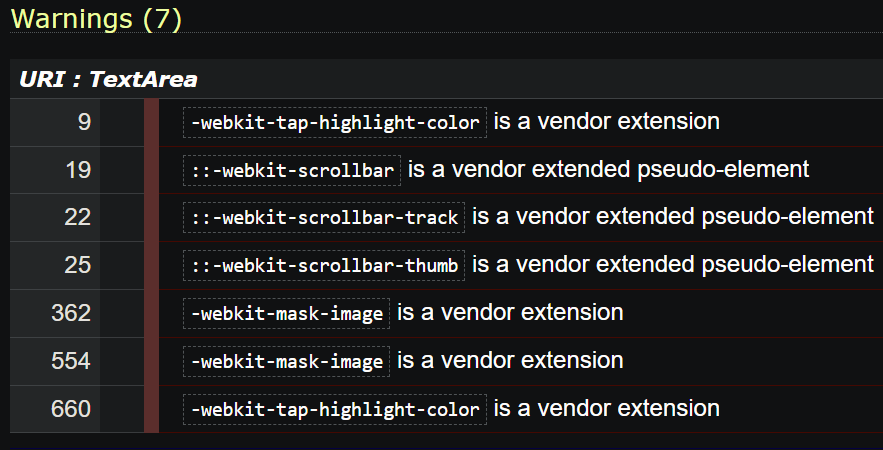 Warnings (7)
URI : TextArea
9 -webkit-tap-highlight-color is a vendor extension
19 ::-webkit-scrollbar is a vendor extended pseudo-element
22 ::-webkit-scrollbar-track is a vendor extended pseudo-element
25 ::-webkit-scrollbar-thumb is a vendor extended pseudo-element
362 -webkit-mask-image is a vendor extension
554 -webkit-mask-image is a vendor extension
660 -webkit-tap-highlight-color is a vendor extension